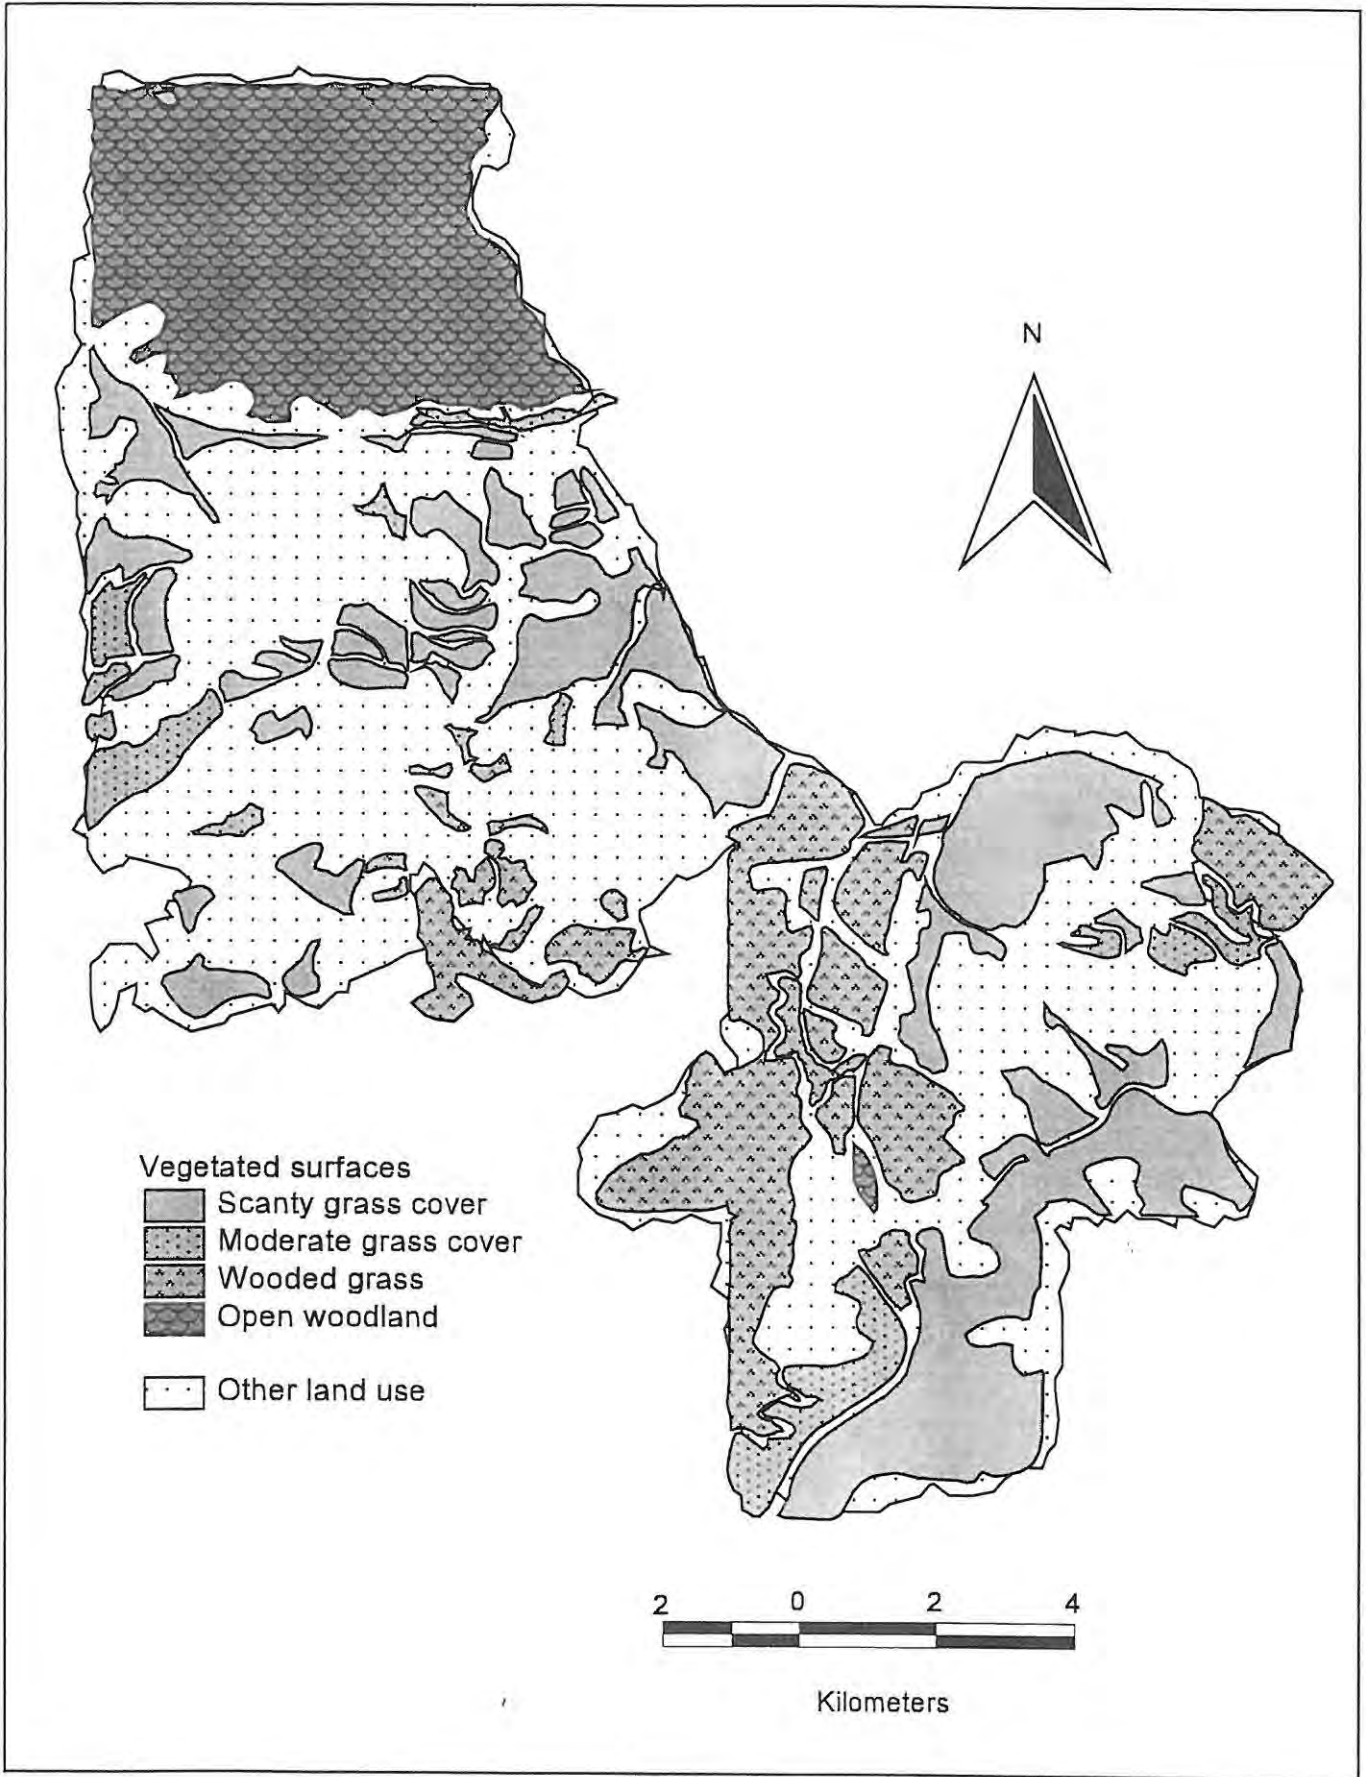 N
Vegetated surfaces
Scanty grass cover
Moderate grass cover
Wooded grass
Open woodland
Other land use
2 0 2 4
Kilometers